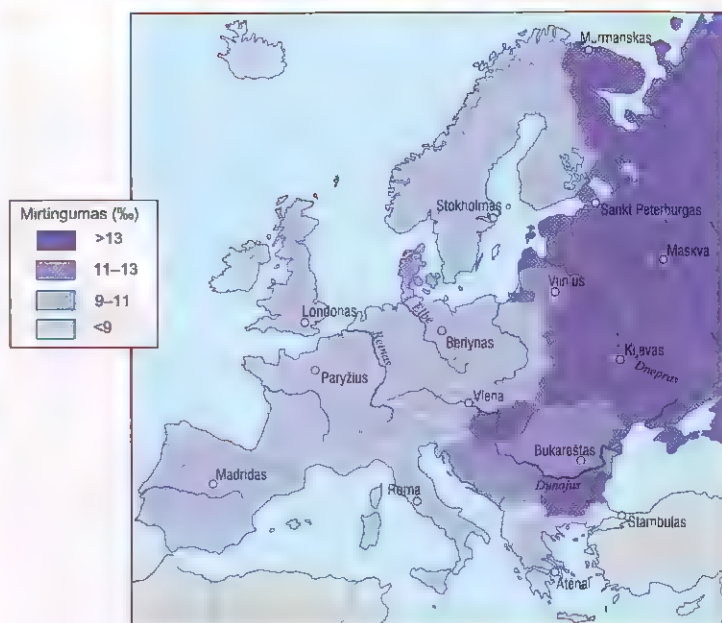 Mirtingumas (‰)
>13
11–13
9–11
<9
Murmanskas
Stokholmas
Sankt Peterburgas
Maskva
Vilnius
Londonas
Elbė
Berlynas
Reinas
Kijevas
Dnepras
Paryžius
Viena
Bukareštas
Dunojus
Madridas
Roma
Stambulas
Atėnai